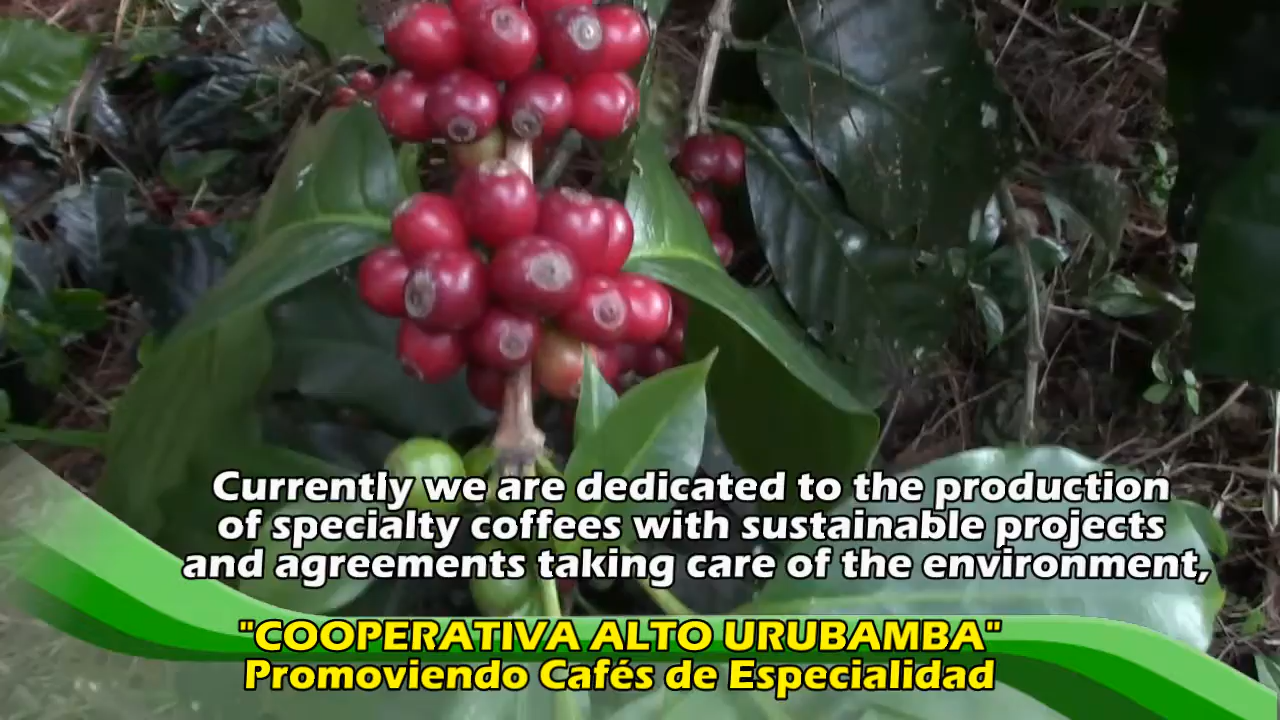 Currently we are dedicated to the production
of specialty coffees with sustainable projects
and agreements taking care of the environment,
"COOPERATIVA ALTO URUBAMBA"
Promoviendo Cafés de Especialidad